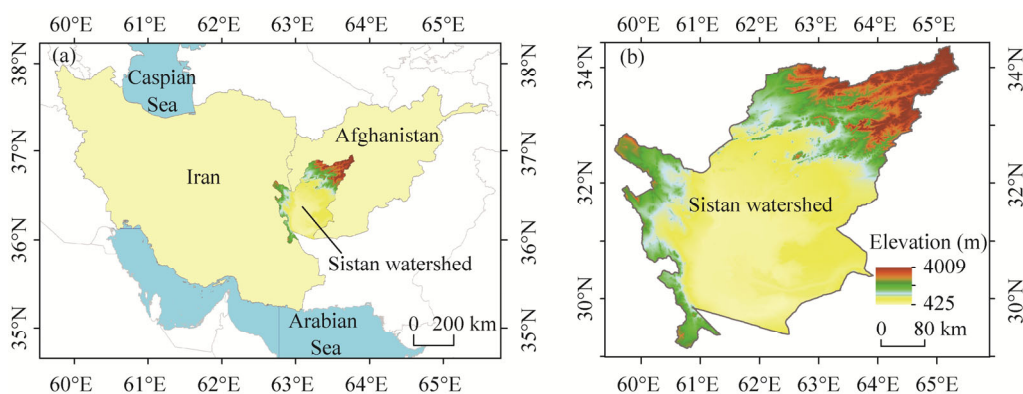 60°E 61°E 62°E 63°E 64°E 65°E
(a)
38°N
38°N
Caspian
Sea
Afghanistan
37°N
37°N
Iran
36°N
36°N
Sistan watershed
Arabian
Sea
0 200 km
35°N
35°N
60°E 61°E 62°E 63°E 64°E 65°E
60°E 61°E 62°E 63°E 64°E 65°E
(b)
34°N
34°N
32°N
32°N
Sistan watershed
Elevation (m)
4009
425
30°N
30°N
0 80 km
60°E 61°E 62°E 63°E 64°E 65°E